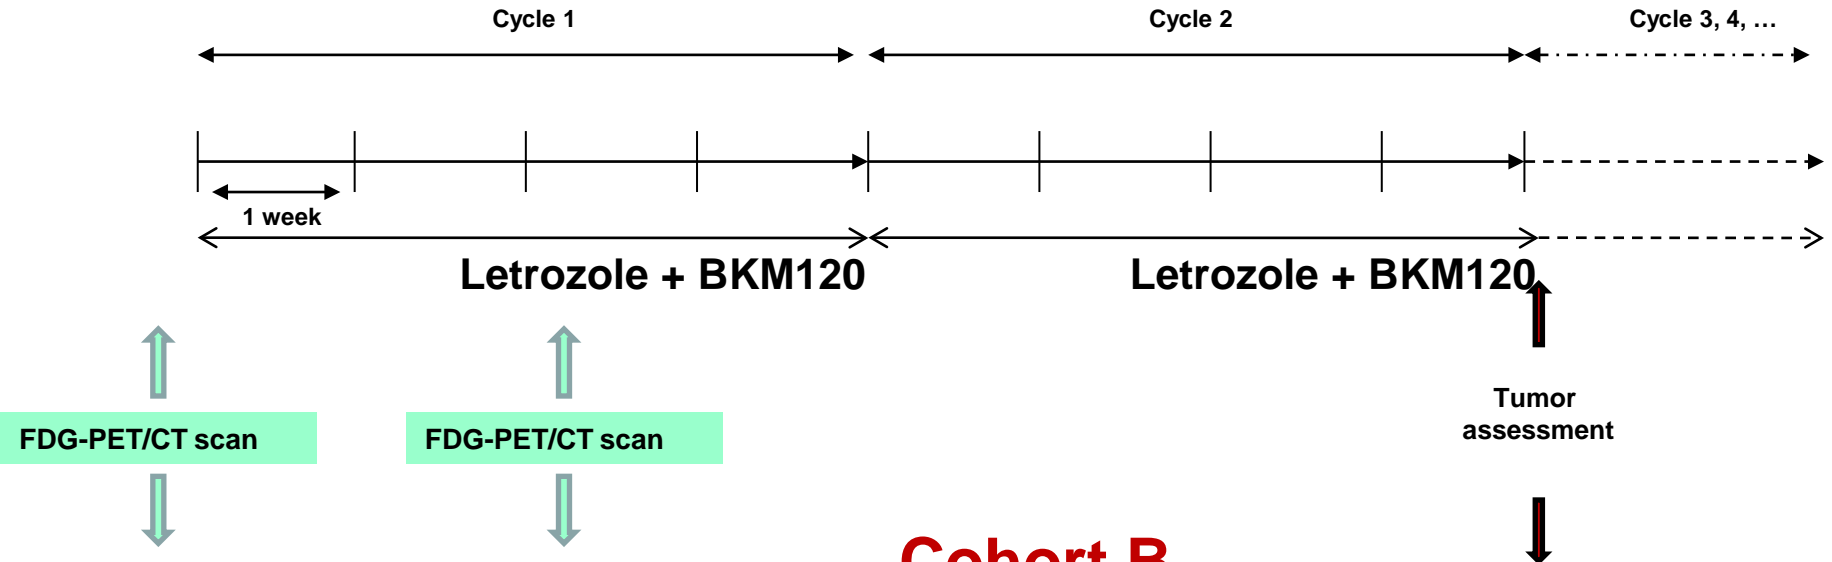 Cycle 1
Cycle 2
Cycle 3, 4, …
1 week
Letrozole + BKM120
Letrozole + BKM120
FDG-PET/CT scan
FDG-PET/CT scan
Tumor
assessment
Cohort B